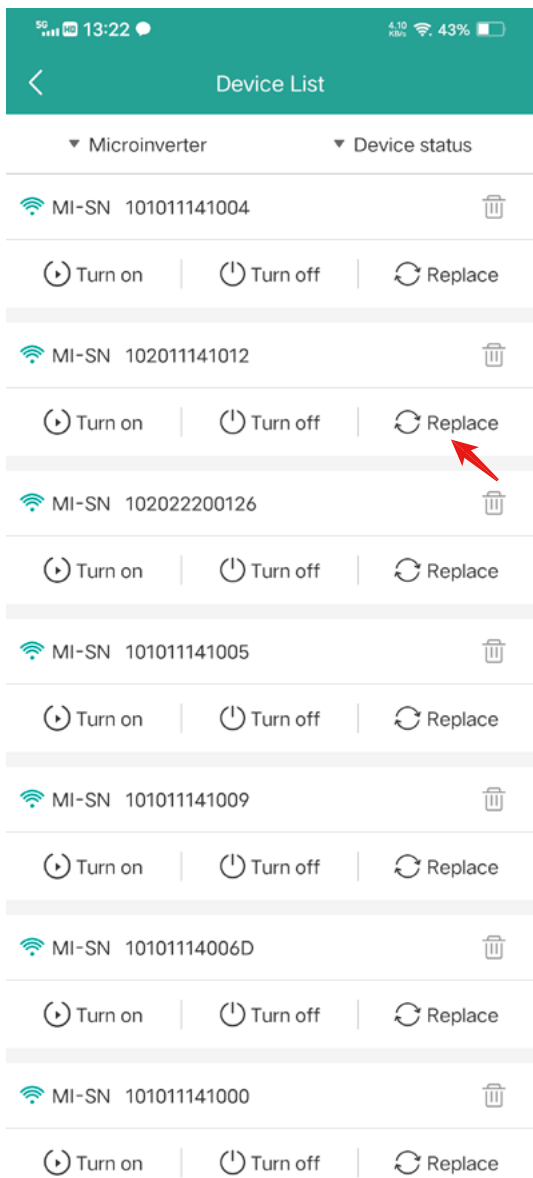 5G HD 13:22 4.10 KB/s 43%
Device List
Microinverter Device status
MI-SN 101011141004
Turn on Turn off Replace
MI-SN 102011141012
Turn on Turn off Replace
MI-SN 102022200126
Turn on Turn off Replace
MI-SN 101011141005
Turn on Turn off Replace
MI-SN 101011141009
Turn on Turn off Replace
MI-SN 10101114006D
Turn on Turn off Replace
MI-SN 101011141000
Turn on Turn off Replace